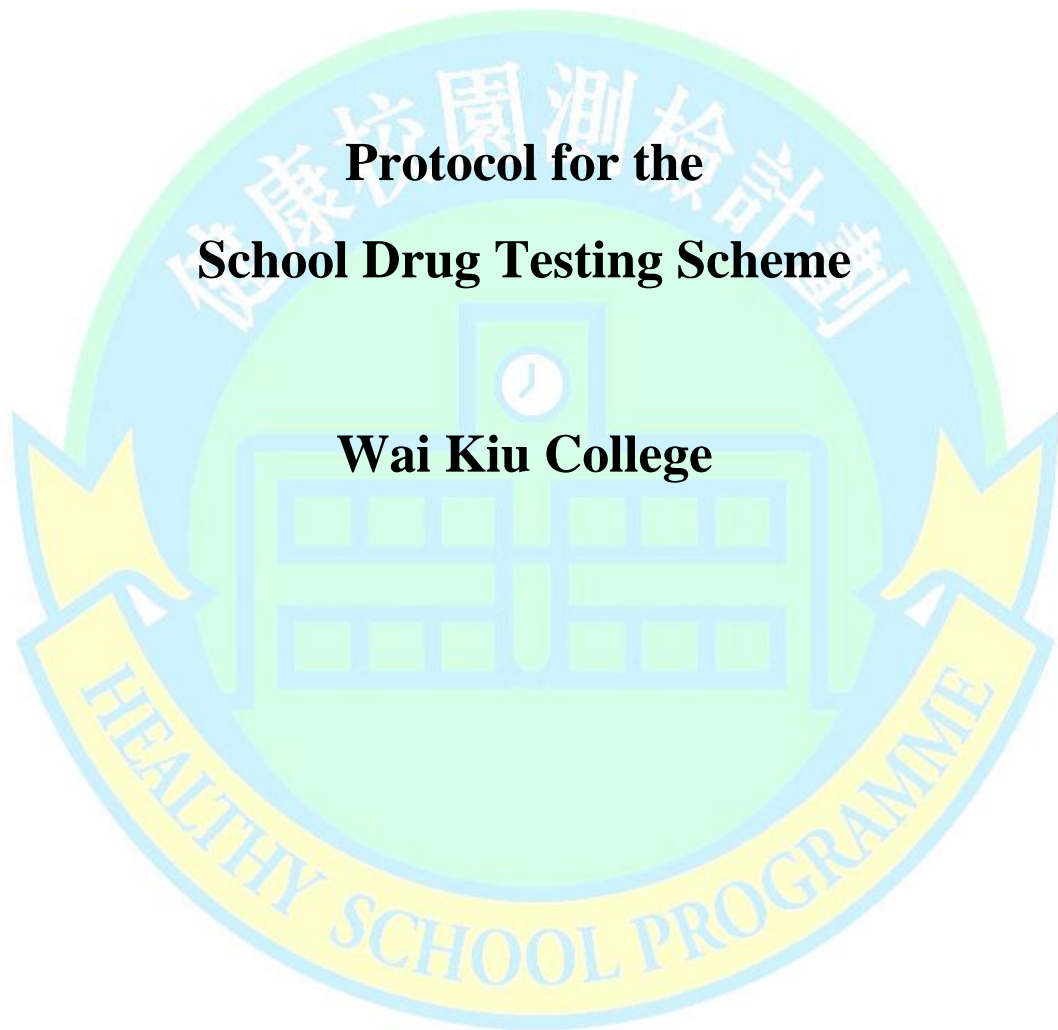 健康校園測檢計劃
Protocol for the
School Drug Testing Scheme
Wai Kiu College
HEALTHY SCHOOL PROGRAMME